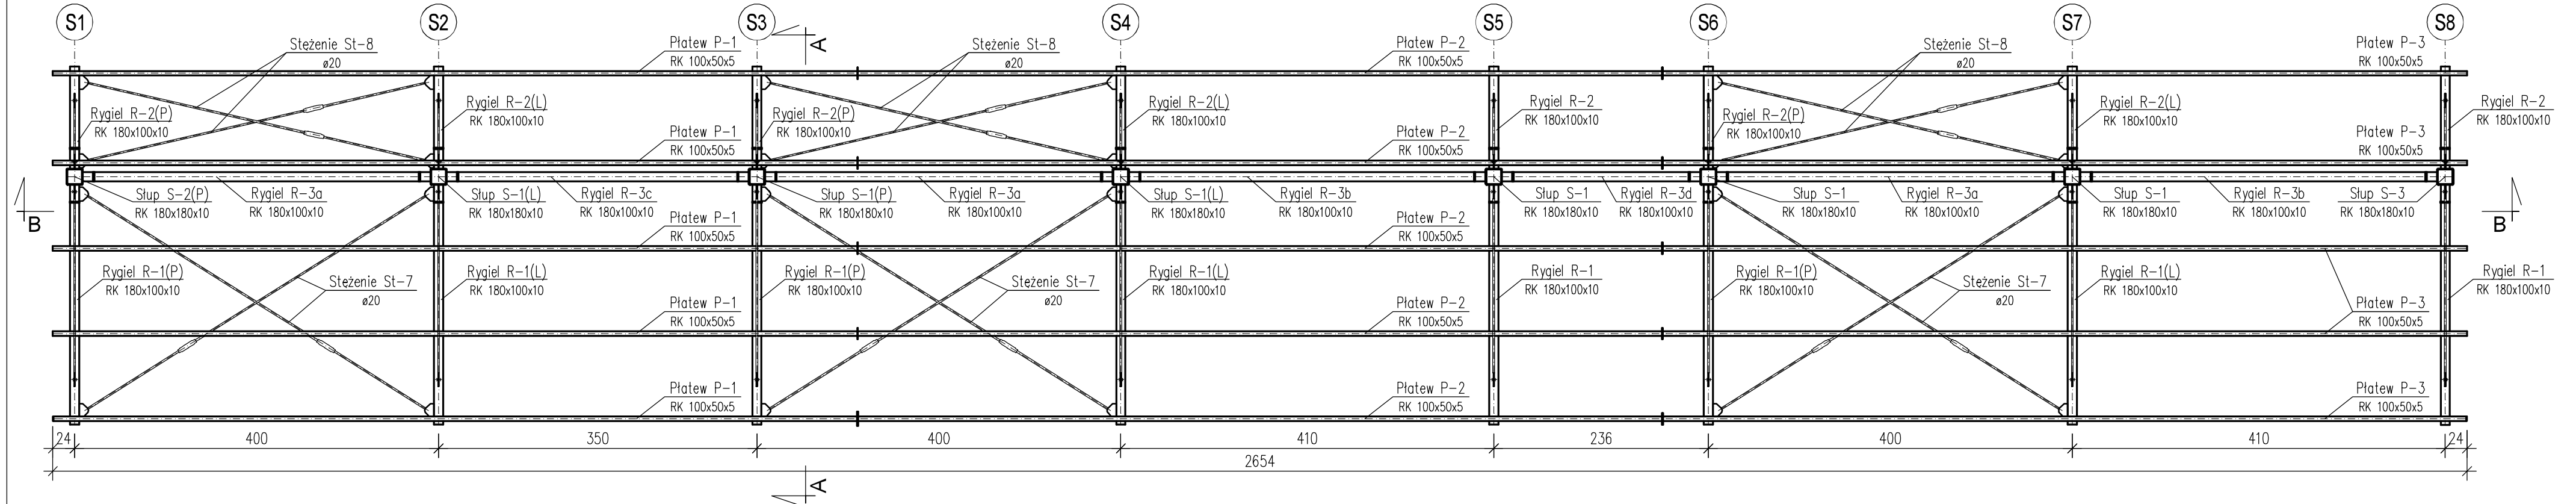 S1 S2 S3 S4 S5 S6 S7 S8
A
Stężenie St-8
ø20
Płatew P-1
RK 100x50x5
Stężenie St-8
ø20
Płatew P-2
RK 100x50x5
Stężenie St-8
ø20
Płatew P-3
RK 100x50x5
Rygiel R-2(P)
RK 180x100x10
Rygiel R-2(L)
RK 180x100x10
Rygiel R-2(P)
RK 180x100x10
Rygiel R-2(L)
RK 180x100x10
Rygiel R-2
RK 180x100x10
Rygiel R-2(P)
RK 180x100x10
Rygiel R-2(L)
RK 180x100x10
Rygiel R-2
RK 180x100x10
Płatew P-1
RK 100x50x5
Płatew P-2
RK 100x50x5
Płatew P-3
RK 100x50x5
Słup S-2(P)
RK 180x180x10
Rygiel R-3a
RK 180x100x10
Słup S-1(L)
RK 180x180x10
Rygiel R-3c
RK 180x100x10
Słup S-1(P)
RK 180x180x10
Rygiel R-3a
RK 180x100x10
Słup S-1(L)
RK 180x180x10
Rygiel R-3b
RK 180x100x10
Słup S-1
RK 180x180x10
Rygiel R-3d
RK 180x100x10
Słup S-1
RK 180x180x10
Rygiel R-3a
RK 180x100x10
Słup S-1
RK 180x180x10
Rygiel R-3b
RK 180x100x10
Słup S-3
RK 180x180x10
B
B
Płatew P-1
RK 100x50x5
Płatew P-2
RK 100x50x5
Rygiel R-1(P)
RK 180x100x10
Stężenie St-7
ø20
Rygiel R-1(L)
RK 180x100x10
Rygiel R-1(P)
RK 180x100x10
Stężenie St-7
ø20
Rygiel R-1(L)
RK 180x100x10
Rygiel R-1
RK 180x100x10
Rygiel R-1(P)
RK 180x100x10
Stężenie St-7
ø20
Rygiel R-1(L)
RK 180x100x10
Rygiel R-1
RK 180x100x10
Płatew P-1
RK 100x50x5
Płatew P-2
RK 100x50x5
Płatew P-3
RK 100x50x5
Płatew P-1
RK 100x50x5
Płatew P-2
RK 100x50x5
Płatew P-3
RK 100x50x5
24 400 350 400 410 236 400 410 24
2654
A